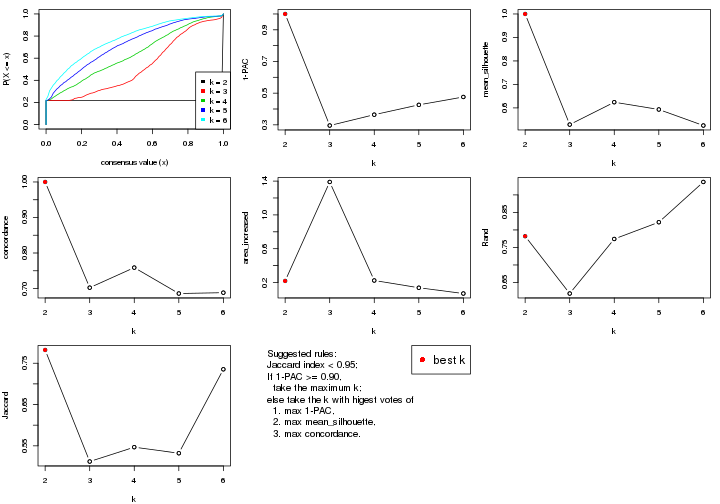 P(X <= x)
0.0 0.2 0.4 0.6 0.8 1.0
k = 2
k = 3
k = 4
k = 5
k = 6
0.0 0.2 0.4 0.6 0.8 1.0
consensus value (x)
1-PAC
0.3 0.5 0.7 0.9
2 3 4 5 6
k
mean_silhouette
0.6 0.7 0.8 0.9 1.0
2 3 4 5 6
k
concordance
0.70 0.80 0.90 1.00
2 3 4 5 6
k
area_increased
0.2 0.6 1.0 1.4
2 3 4 5 6
k
Rand
0.65 0.75 0.85
2 3 4 5 6
k
Jaccard
0.55 0.65 0.75
2 3 4 5 6
k
Suggested rules:
Jaccard index < 0.95;
If 1-PAC >= 0.90,
take the maximum k;
else take the k with higest votes of
1. max 1-PAC,
2. max mean_silhouette,
3. max concordance.
best k